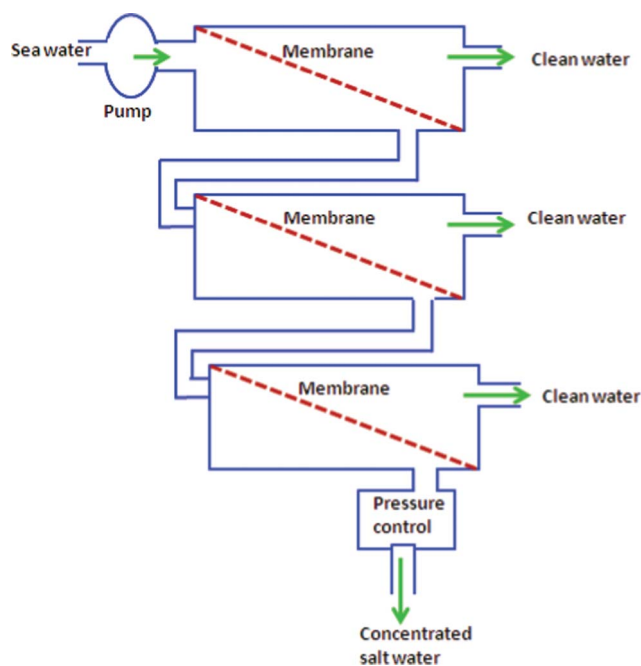 Sea water
Membrane
Clean water
Pump
Membrane
Clean water
Membrane
Clean water
Pressure
control
Concentrated
salt water